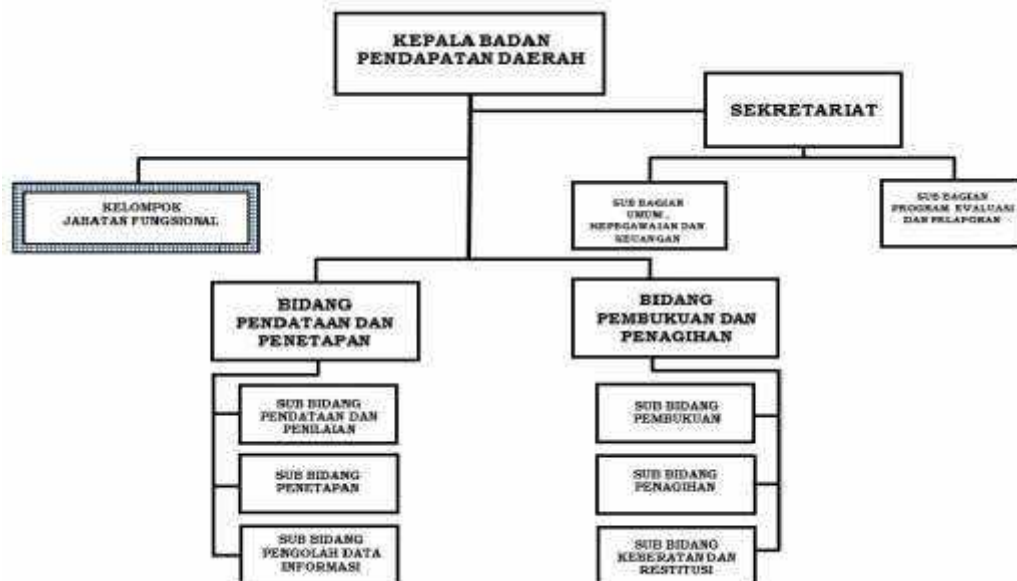 KEPALA BADAN
PENDAPATAN DAERAH
SEKRETARIAT
KELOMPOK
JABATAN FUNGSIONAL
SUB BAGIAN
UMUM,
KEPEGAWAIAN DAN
KEUANGAN
SUB BAGIAN
PROGRAM EVALUASI
DAN PELAPORAN
BIDANG
PENDATAAN DAN
PENETAPAN
BIDANG
PEMBUKUAN DAN
PENAGIHAN
SUB BIDANG
PENDATAAN DAN
PENILAIAN
SUB BIDANG
PENETAPAN
SUB BIDANG
PENGOLAH DATA
INFORMASI
SUB BIDANG
PEMBUKUAN
SUB BIDANG
PENAGIHAN
SUB BIDANG
KEBERATAN DAN
RESTITUSI